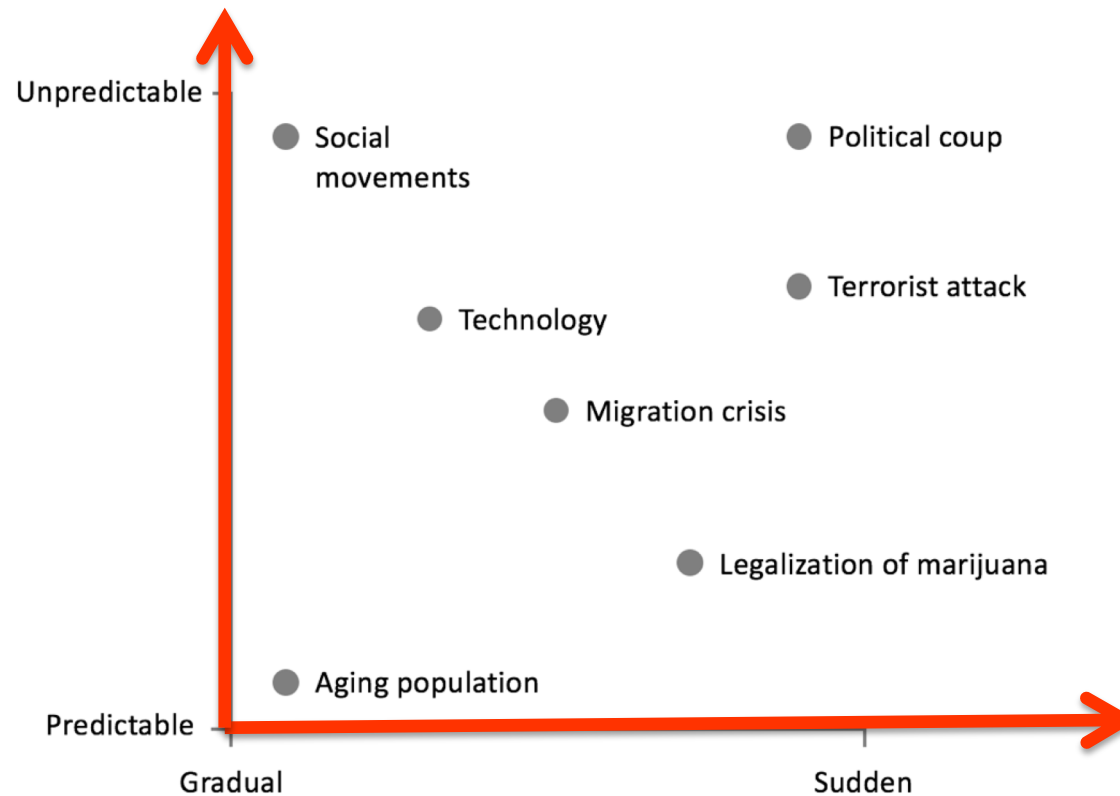 Unpredictable
Social
movements
Political coup
Terrorist attack
Technology
Migration crisis
Legalization of marijuana
Aging population
Predictable
Gradual
Sudden